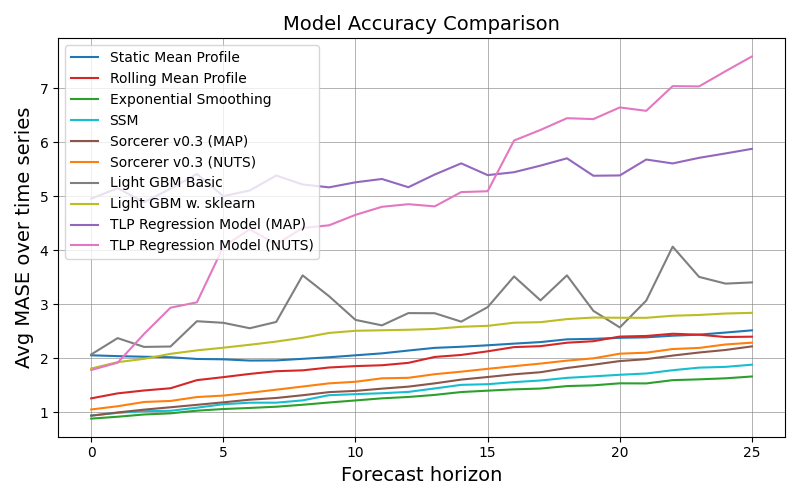 Model Accuracy Comparison
Avg MASE over time series
7
6
5
4
3
2
1
Static Mean Profile
Rolling Mean Profile
Exponential Smoothing
SSM
Sorcerer v0.3 (MAP)
Sorcerer v0.3 (NUTS)
Light GBM Basic
Light GBM w. sklearn
TLP Regression Model (MAP)
TLP Regression Model (NUTS)
0 5 10 15 20 25
Forecast horizon